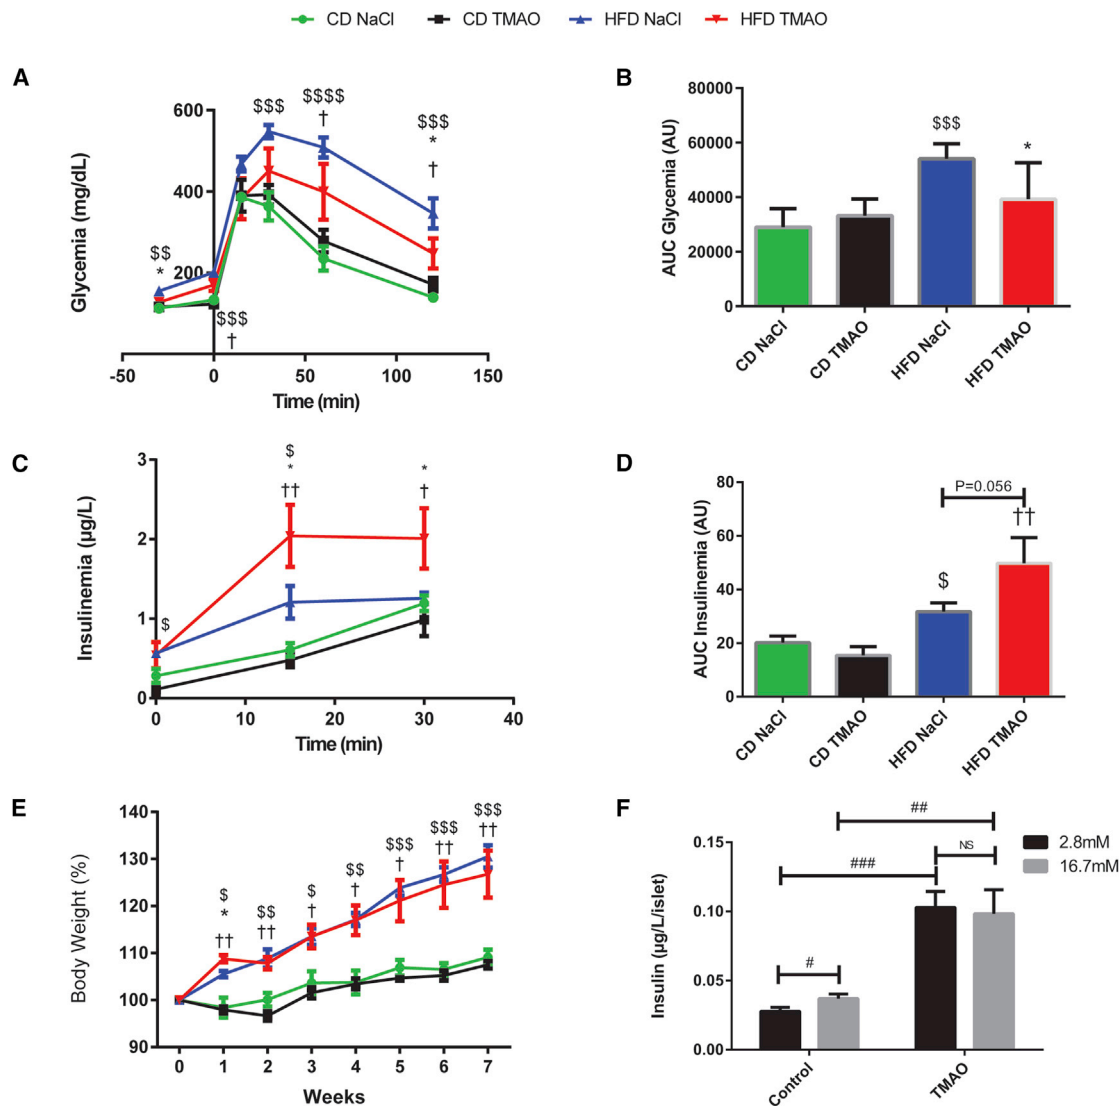 CD NaCl CD TMAO HFD NaCl HFD TMAO
A
Glycemia (mg/dL)
600
400
200
$$
*
$$$
†
$$$
$$$$
†
$$$
*
†
-50 0 50 100 150
Time (min)
B
AUC Glycemia (AU)
80000
60000
40000
20000
0
$$$
*
CD NaCl CD TMAO HFD NaCl HFD TMAO
C
Insulinemia (µg/L)
3
2
1
0
$
$
*
††
*
†
0 10 20 30 40
Time (min)
D
AUC Insulinemia (AU)
80
60
40
20
0
P=0.056
$
††
CD NaCl CD TMAO HFD NaCl HFD TMAO
E
Body Weight (%)
140
130
120
110
100
90
$
*
††
$$
††
$
†
$$
†
$$$
†
$$$
††
$$$
††
0 1 2 3 4 5 6 7
Weeks
F
Insulin (µg/L/islet)
0.15
0.10
0.05
0.00
##
###
NS
#
2.8mM
16.7mM
Control TMAO